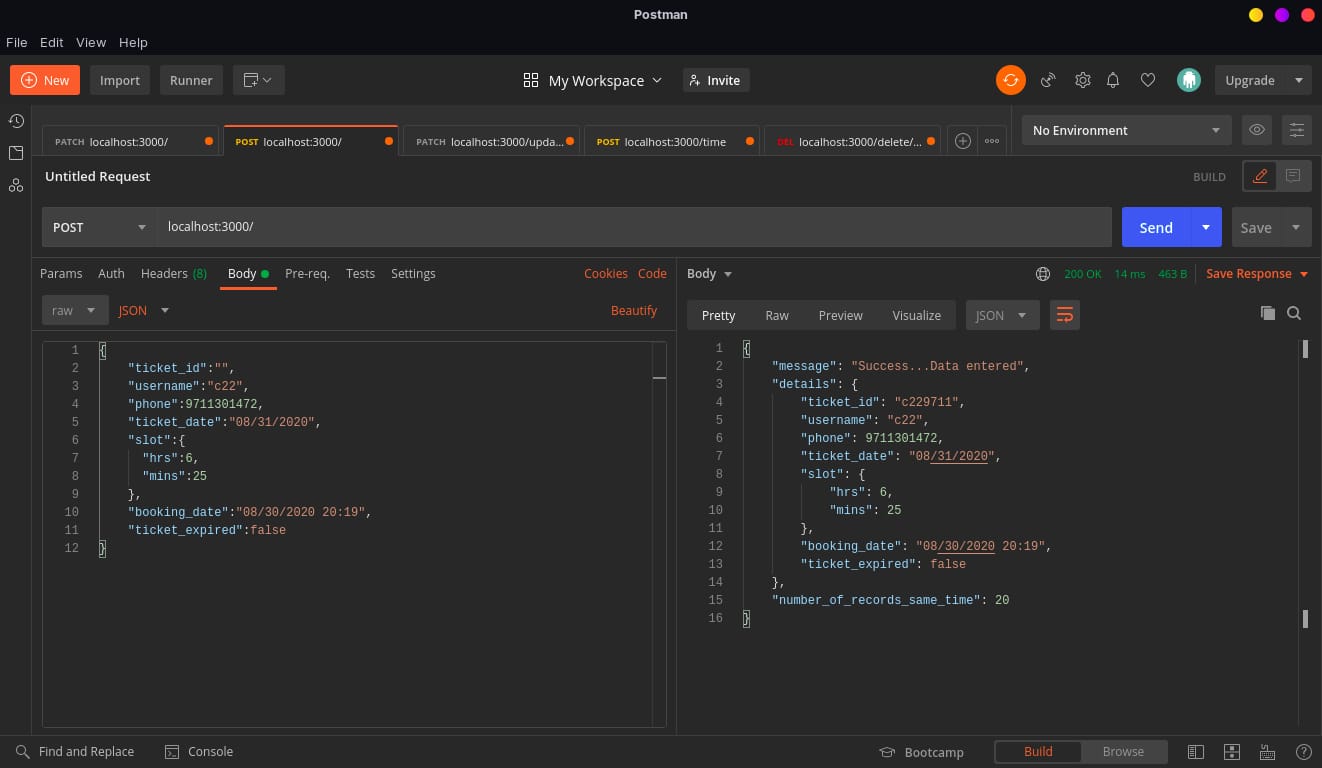 Postman
File Edit View Help
New Import Runner My Workspace Invite Upgrade
PATCH localhost:3000/ POST localhost:3000/ PATCH localhost:3000/upda... POST localhost:3000/time DEL localhost:3000/delete/... No Environment
Untitled Request BUILD
POST localhost:3000/ Send Save
Params Auth Headers (8) Body Pre-req. Tests Settings Cookies Code
raw JSON Beautify
1 {
2 "ticket_id":"",
3 "username":"c22",
4 "phone":9711301472,
5 "ticket_date":"08/31/2020",
6 "slot":{
7 "hrs":6,
8 "mins":25
9 },
10 "booking_date":"08/30/2020 20:19",
11 "ticket_expired":false
12 }
Body 200 OK 14 ms 463 B Save Response
Pretty Raw Preview Visualize JSON
1 {
2 "message": "Success...Data entered",
3 "details": {
4 "ticket_id": "c229711",
5 "username": "c22",
6 "phone": 9711301472,
7 "ticket_date": "08/31/2020",
8 "slot": {
9 "hrs": 6,
10 "mins": 25
11 },
12 "booking_date": "08/30/2020 20:19",
13 "ticket_expired": false
14 },
15 "number_of_records_same_time": 20
16 }
Find and Replace Console Bootcamp Build Browse